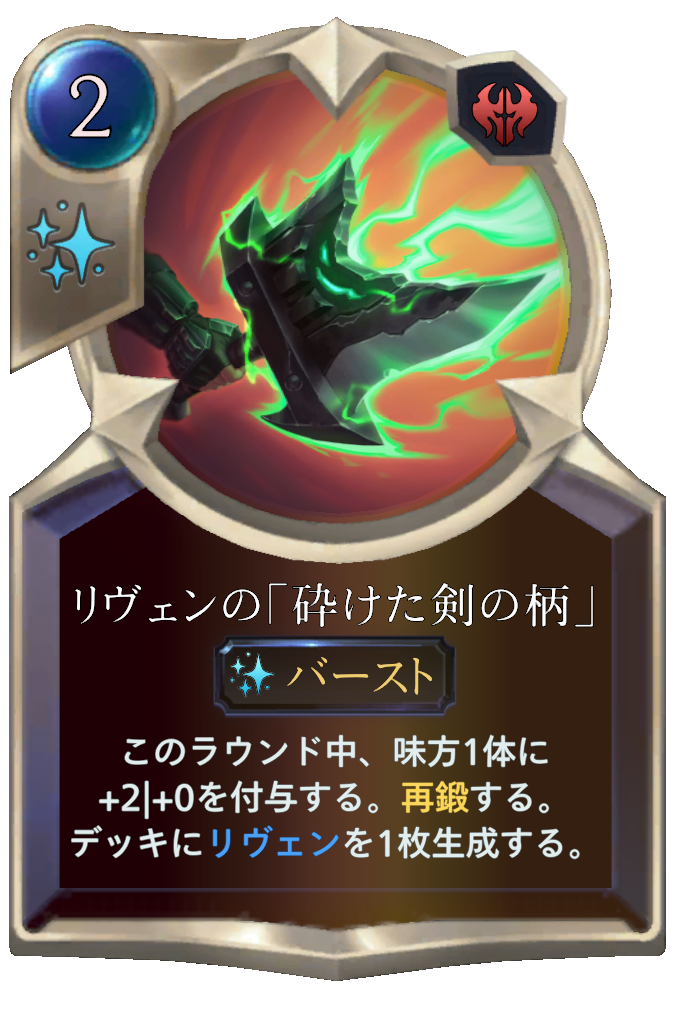 2
リヴェンの「砕けた剣の柄」
バースト
このラウンド中、味方1体に
+2|+0を付与する。再鍛する。
デッキにリヴェンを1枚生成する。